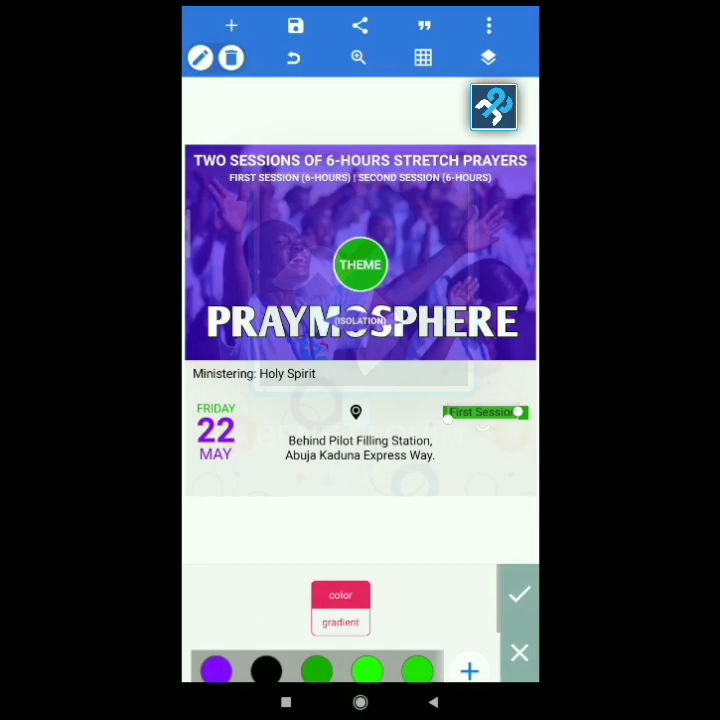 TWO SESSIONS OF 6-HOURS STRETCH PRAYERS
FIRST SESSION (6-HOURS) | SECOND SESSION (6-HOURS)
THEME
PRAYMOSPHERE
(ISOLATION)
Ministering: Holy Spirit
FRIDAY
22
MAY
Behind Pilot Filling Station,
Abuja Kaduna Express Way.
First Session
color
gradient